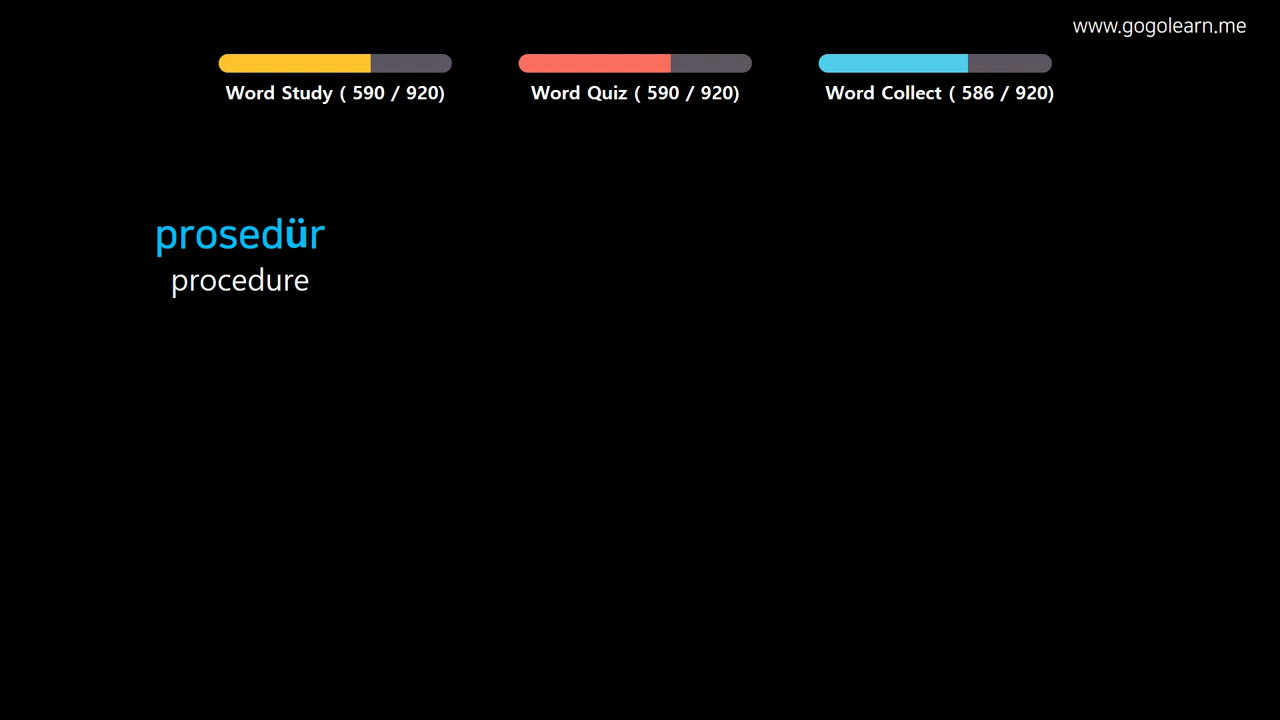 www.gogolearn.me
Word Study ( 590 / 920)
Word Quiz ( 590 / 920)
Word Collect ( 586 / 920)
prosedür
procedure